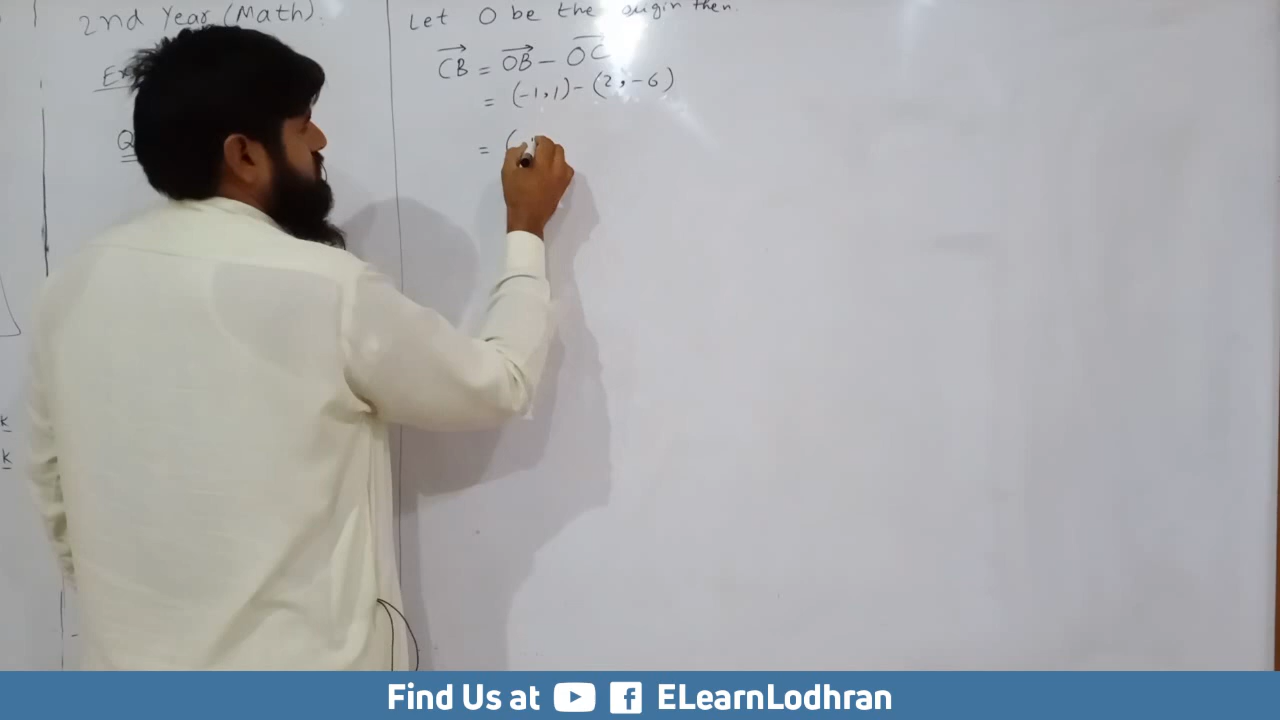 2nd Year (Math).
Q
k
k
Let O be the origin then.
CB = OB - OC
= (-1,1) - (2, -6)
= (
Find Us at ELearnLodhran